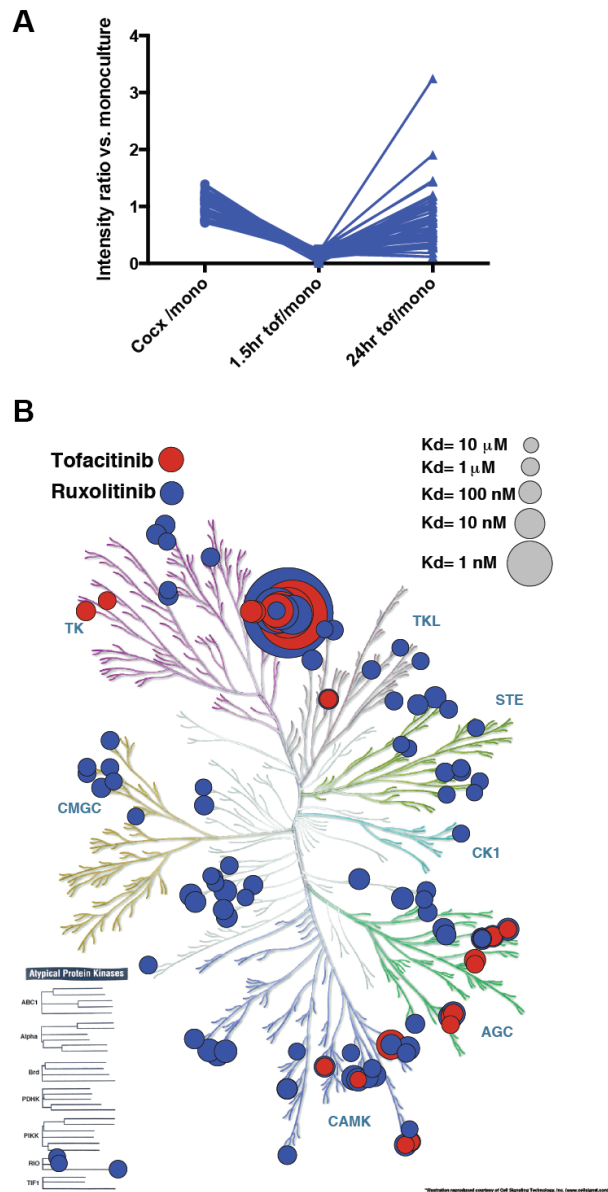 A
Intensity ratio vs. monoculture
4
3
2
1
0
Cocx /mono
1.5hr tof/mono
24hr tof/mono
B
Tofacitinib
Ruxolitinib
Kd= 10 μM
Kd= 1 μM
Kd= 100 nM
Kd= 10 nM
Kd= 1 nM
TK
TKL
STE
CMGC
CK1
AGC
CAMK
Atypical Protein Kinases
ABC1
Alpha
Brd
PDHK
PIKK
RIO
TIF1
*Illustration reproduced courtesy of Cell Signaling Technology, Inc. (www.cellsignal.com